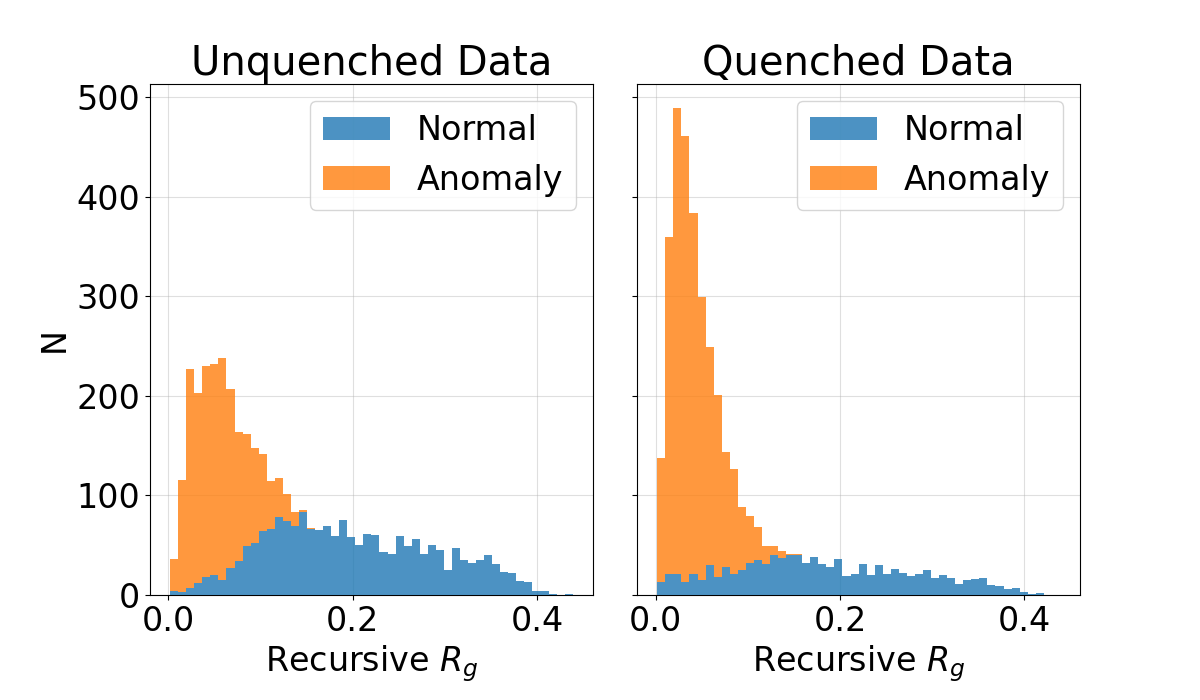 Unquenched Data
Quenched Data
500
400
300
200
100
0
N
Normal
Anomaly
Normal
Anomaly
0.0 0.2 0.4
0.0 0.2 0.4
Recursive R_g
Recursive R_g